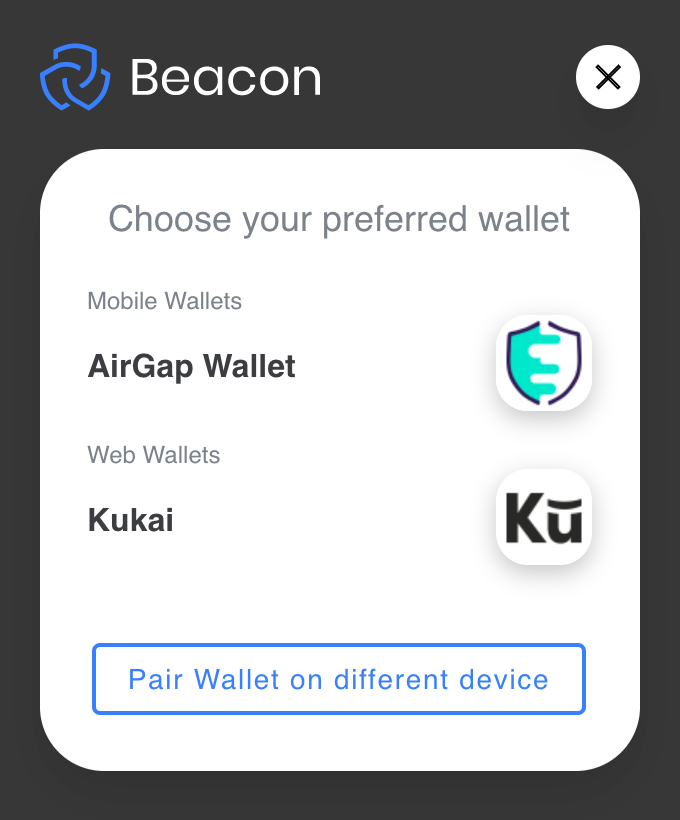 Beacon
Choose your preferred wallet
Mobile Wallets
AirGap Wallet
Web Wallets
Kukai
Kū
Pair Wallet on different device